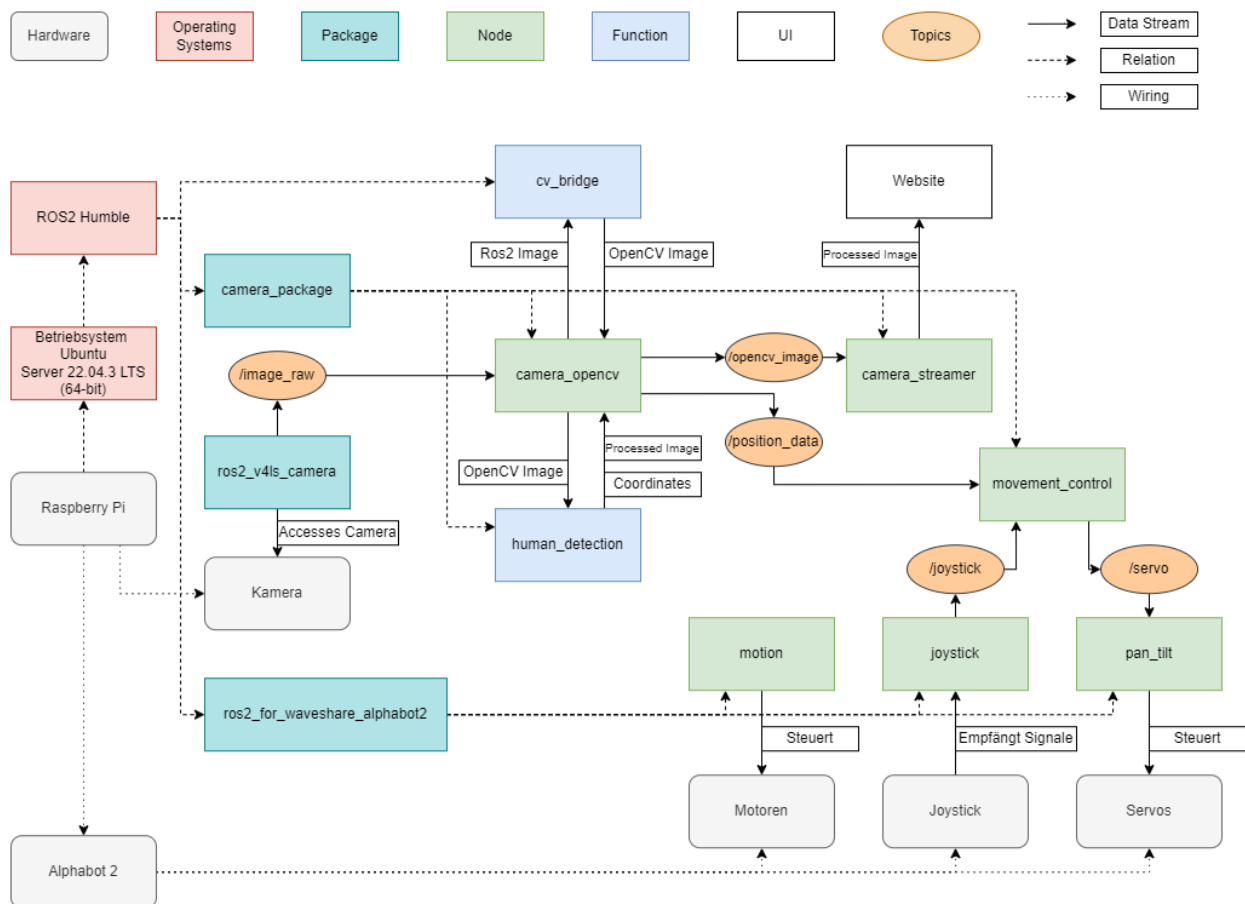 Hardware
Operating
Systems
Package
Node
Function
UI
Topics
Data Stream
Relation
Wiring
cv_bridge
Website
ROS2 Humble
Ros2 Image
OpenCV Image
Processed Image
camera_package
Betriebsystem
Ubuntu
Server 22.04.3 LTS
(64-bit)
/image_raw
camera_opencv
/opencv_image
camera_streamer
/position_data
ros2_v4ls_camera
OpenCV Image
Processed Image
Coordinates
movement_control
Raspberry Pi
Accesses Camera
human_detection
Kamera
/joystick
/servo
motion
joystick
pan_tilt
ros2_for_waveshare_alphabot2
Steuert
Empfängt Signale
Steuert
Motoren
Joystick
Servos
Alphabot 2